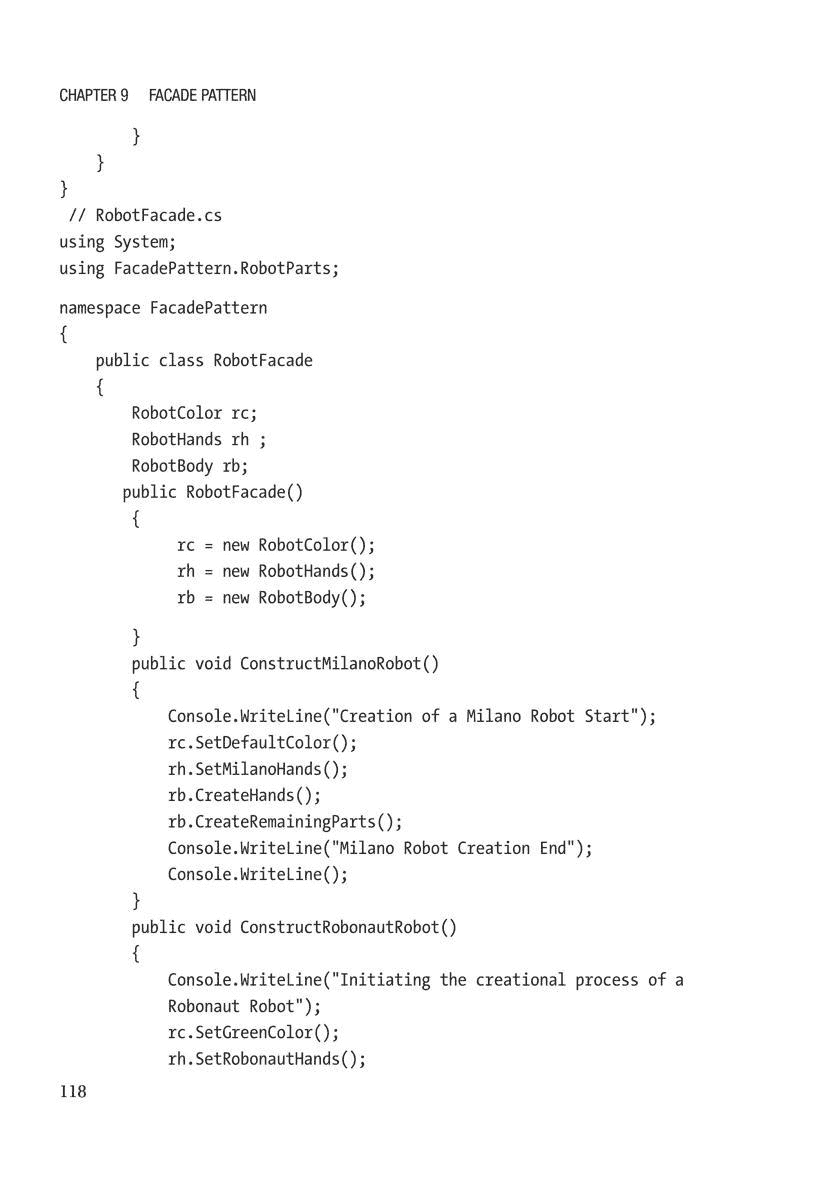 CHAPTER 9 FACADE PATTERN
        }
    }
}
 // RobotFacade.cs
using System;
using FacadePattern.RobotParts;
namespace FacadePattern
{
    public class RobotFacade
    {
        RobotColor rc;
        RobotHands rh ;
        RobotBody rb;
       public RobotFacade()
        {
             rc = new RobotColor();
             rh = new RobotHands();
             rb = new RobotBody();
        }
        public void ConstructMilanoRobot()
        {
            Console.WriteLine("Creation of a Milano Robot Start");
            rc.SetDefaultColor();
            rh.SetMilanoHands();
            rb.CreateHands();
            rb.CreateRemainingParts();
            Console.WriteLine("Milano Robot Creation End");
            Console.WriteLine();
        }
        public void ConstructRobonautRobot()
        {
            Console.WriteLine("Initiating the creational process of a
            Robonaut Robot");
            rc.SetGreenColor();
            rh.SetRobonautHands();
118